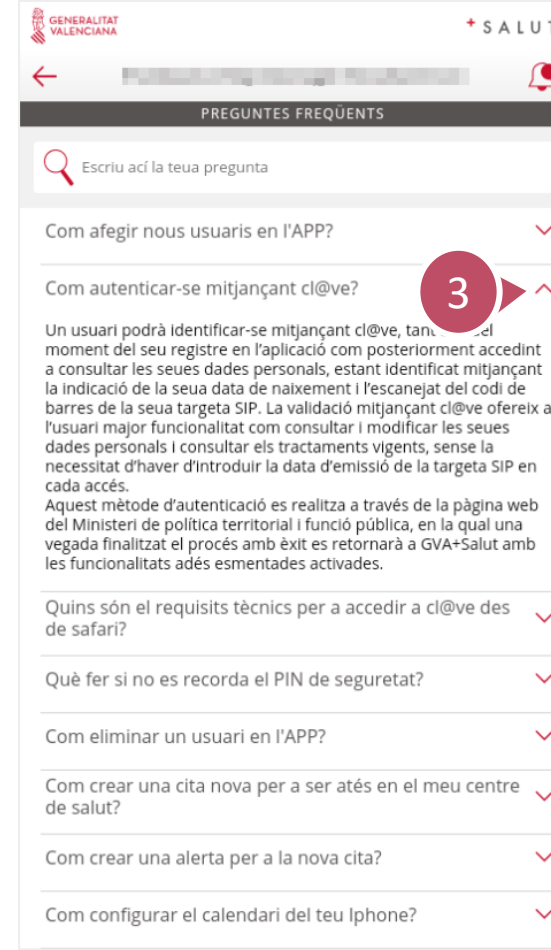 GENERALITAT
VALENCIANA
+SALUT
PREGUNTES FREQÜENTS
Escriu ací la teua pregunta
Com afegir nous usuaris en l'APP?
Com autenticar-se mitjançant cl@ve?
3
Un usuari podrà identificar-se mitjançant cl@ve, tant
moment del seu registre en l'aplicació com posteriorment accedint
a consultar les seues dades personals, estant identificat mitjançant
la indicació de la seua data de naixement i l'escanejat del codi de
barres de la seua targeta SIP. La validació mitjançant cl@ve ofereix a
l'usuari major funcionalitat com consultar i modificar les seues
dades personals i consultar els tractaments vigents, sense la
necessitat d'haver d'introduir la data d'emissió de la targeta SIP en
cada accés.
Aquest mètode d'autenticació es realitza a través de la pàgina web
del Ministeri de política territorial i funció pública, en la qual una
vegada finalitzat el procés amb èxit es retornarà a GVA+Salut amb
les funcionalitats adés esmentades activades.
Quins són el requisits tècnics per a accedir a cl@ve des
de safari?
Què fer si no es recorda el PIN de seguretat?
Com eliminar un usuari en l'APP?
Com crear una cita nova per a ser atés en el meu centre
de salut?
Com crear una alerta per a la nova cita?
Com configurar el calendari del teu Iphone?